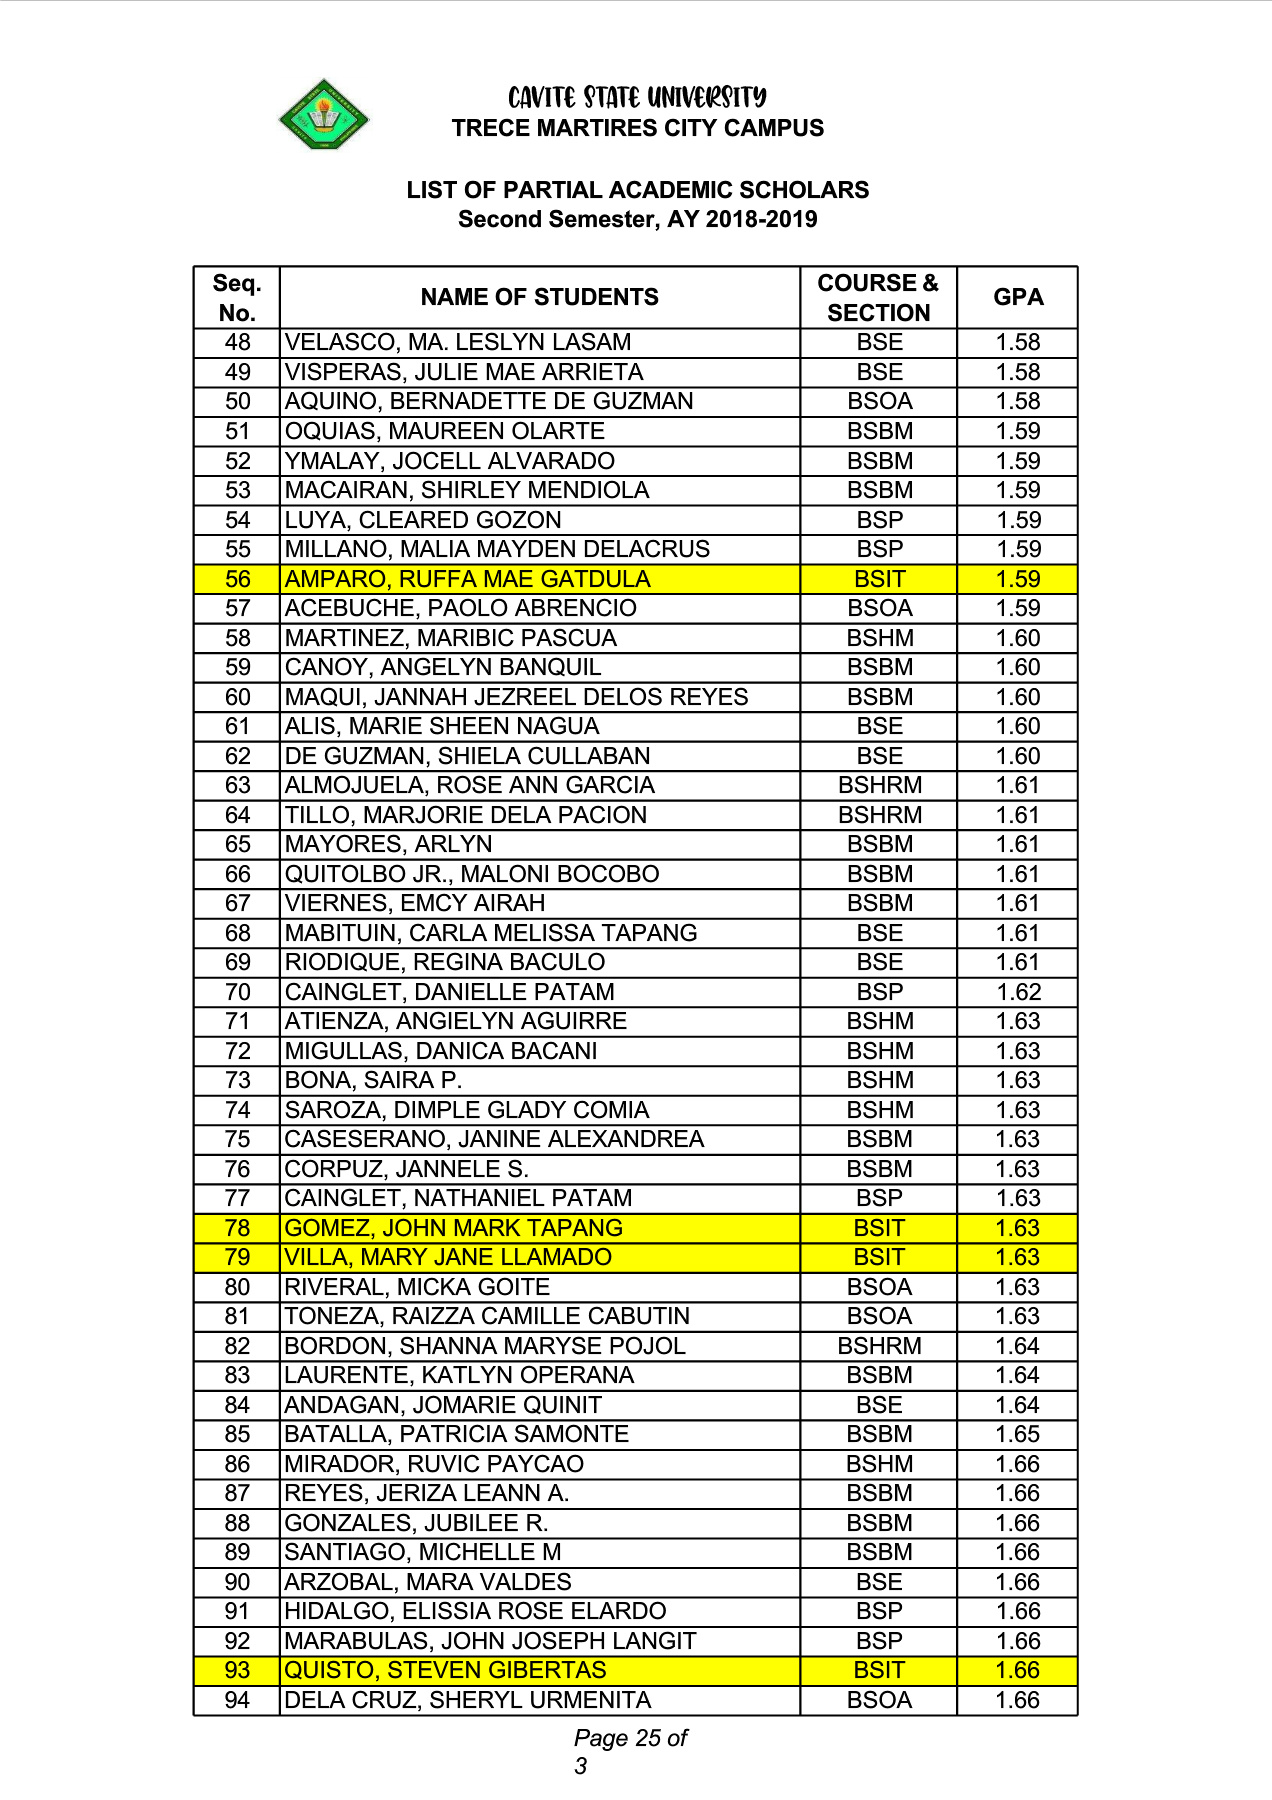 CAVITE STATE UNIVERSITY
TRECE MARTIRES CITY CAMPUS
LIST OF PARTIAL ACADEMIC SCHOLARS
Second Semester, AY 2018-2019
Seq. No. NAME OF STUDENTS COURSE & SECTION GPA
48 VELASCO, MA. LESLYN LASAM BSE 1.58
49 VISPERAS, JULIE MAE ARRIETA BSE 1.58
50 AQUINO, BERNADETTE DE GUZMAN BSOA 1.58
51 OQUIAS, MAUREEN OLARTE BSBM 1.59
52 YMALAY, JOCELL ALVARADO BSBM 1.59
53 MACAIRAN, SHIRLEY MENDIOLA BSBM 1.59
54 LUYA, CLEARED GOZON BSP 1.59
55 MILLANO, MALIA MAYDEN DELACRUS BSP 1.59
56 AMPARO, RUFFA MAE GATDULA BSIT 1.59
57 ACEBUCHE, PAOLO ABRENCIO BSOA 1.59
58 MARTINEZ, MARIBIC PASCUA BSHM 1.60
59 CANOY, ANGELYN BANQUIL BSBM 1.60
60 MAQUI, JANNAH JEZREEL DELOS REYES BSBM 1.60
61 ALIS, MARIE SHEEN NAGUA BSE 1.60
62 DE GUZMAN, SHIELA CULLABAN BSE 1.60
63 ALMOJUELA, ROSE ANN GARCIA BSHRM 1.61
64 TILLO, MARJORIE DELA PACION BSHRM 1.61
65 MAYORES, ARLYN BSBM 1.61
66 QUITOLBO JR., MALONI BOCOBO BSBM 1.61
67 VIERNES, EMCY AIRAH BSBM 1.61
68 MABITUIN, CARLA MELISSA TAPANG BSE 1.61
69 RIODIQUE, REGINA BACULO BSE 1.61
70 CAINGLET, DANIELLE PATAM BSP 1.62
71 ATIENZA, ANGIELYN AGUIRRE BSHM 1.63
72 MIGULLAS, DANICA BACANI BSHM 1.63
73 BONA, SAIRA P. BSHM 1.63
74 SAROZA, DIMPLE GLADY COMIA BSHM 1.63
75 CASESERANO, JANINE ALEXANDREA BSBM 1.63
76 CORPUZ, JANNELE S. BSBM 1.63
77 CAINGLET, NATHANIEL PATAM BSP 1.63
78 GOMEZ, JOHN MARK TAPANG BSIT 1.63
79 VILLA, MARY JANE LLAMADO BSIT 1.63
80 RIVERAL, MICKA GOITE BSOA 1.63
81 TONEZA, RAIZZA CAMILLE CABUTIN BSOA 1.63
82 BORDON, SHANNA MARYSE POJOL BSHRM 1.64
83 LAURENTE, KATLYN OPERANA BSBM 1.64
84 ANDAGAN, JOMARIE QUINIT BSE 1.64
85 BATALLA, PATRICIA SAMONTE BSBM 1.65
86 MIRADOR, RUVIC PAYCAO BSHM 1.66
87 REYES, JERIZA LEANN A. BSBM 1.66
88 GONZALES, JUBILEE R. BSBM 1.66
89 SANTIAGO, MICHELLE M BSBM 1.66
90 ARZOBAL, MARA VALDES BSE 1.66
91 HIDALGO, ELISSIA ROSE ELARDO BSP 1.66
92 MARABULAS, JOHN JOSEPH LANGIT BSP 1.66
93 QUISTO, STEVEN GIBERTAS BSIT 1.66
94 DELA CRUZ, SHERYL URMENITA BSOA 1.66
Page 25 of
3